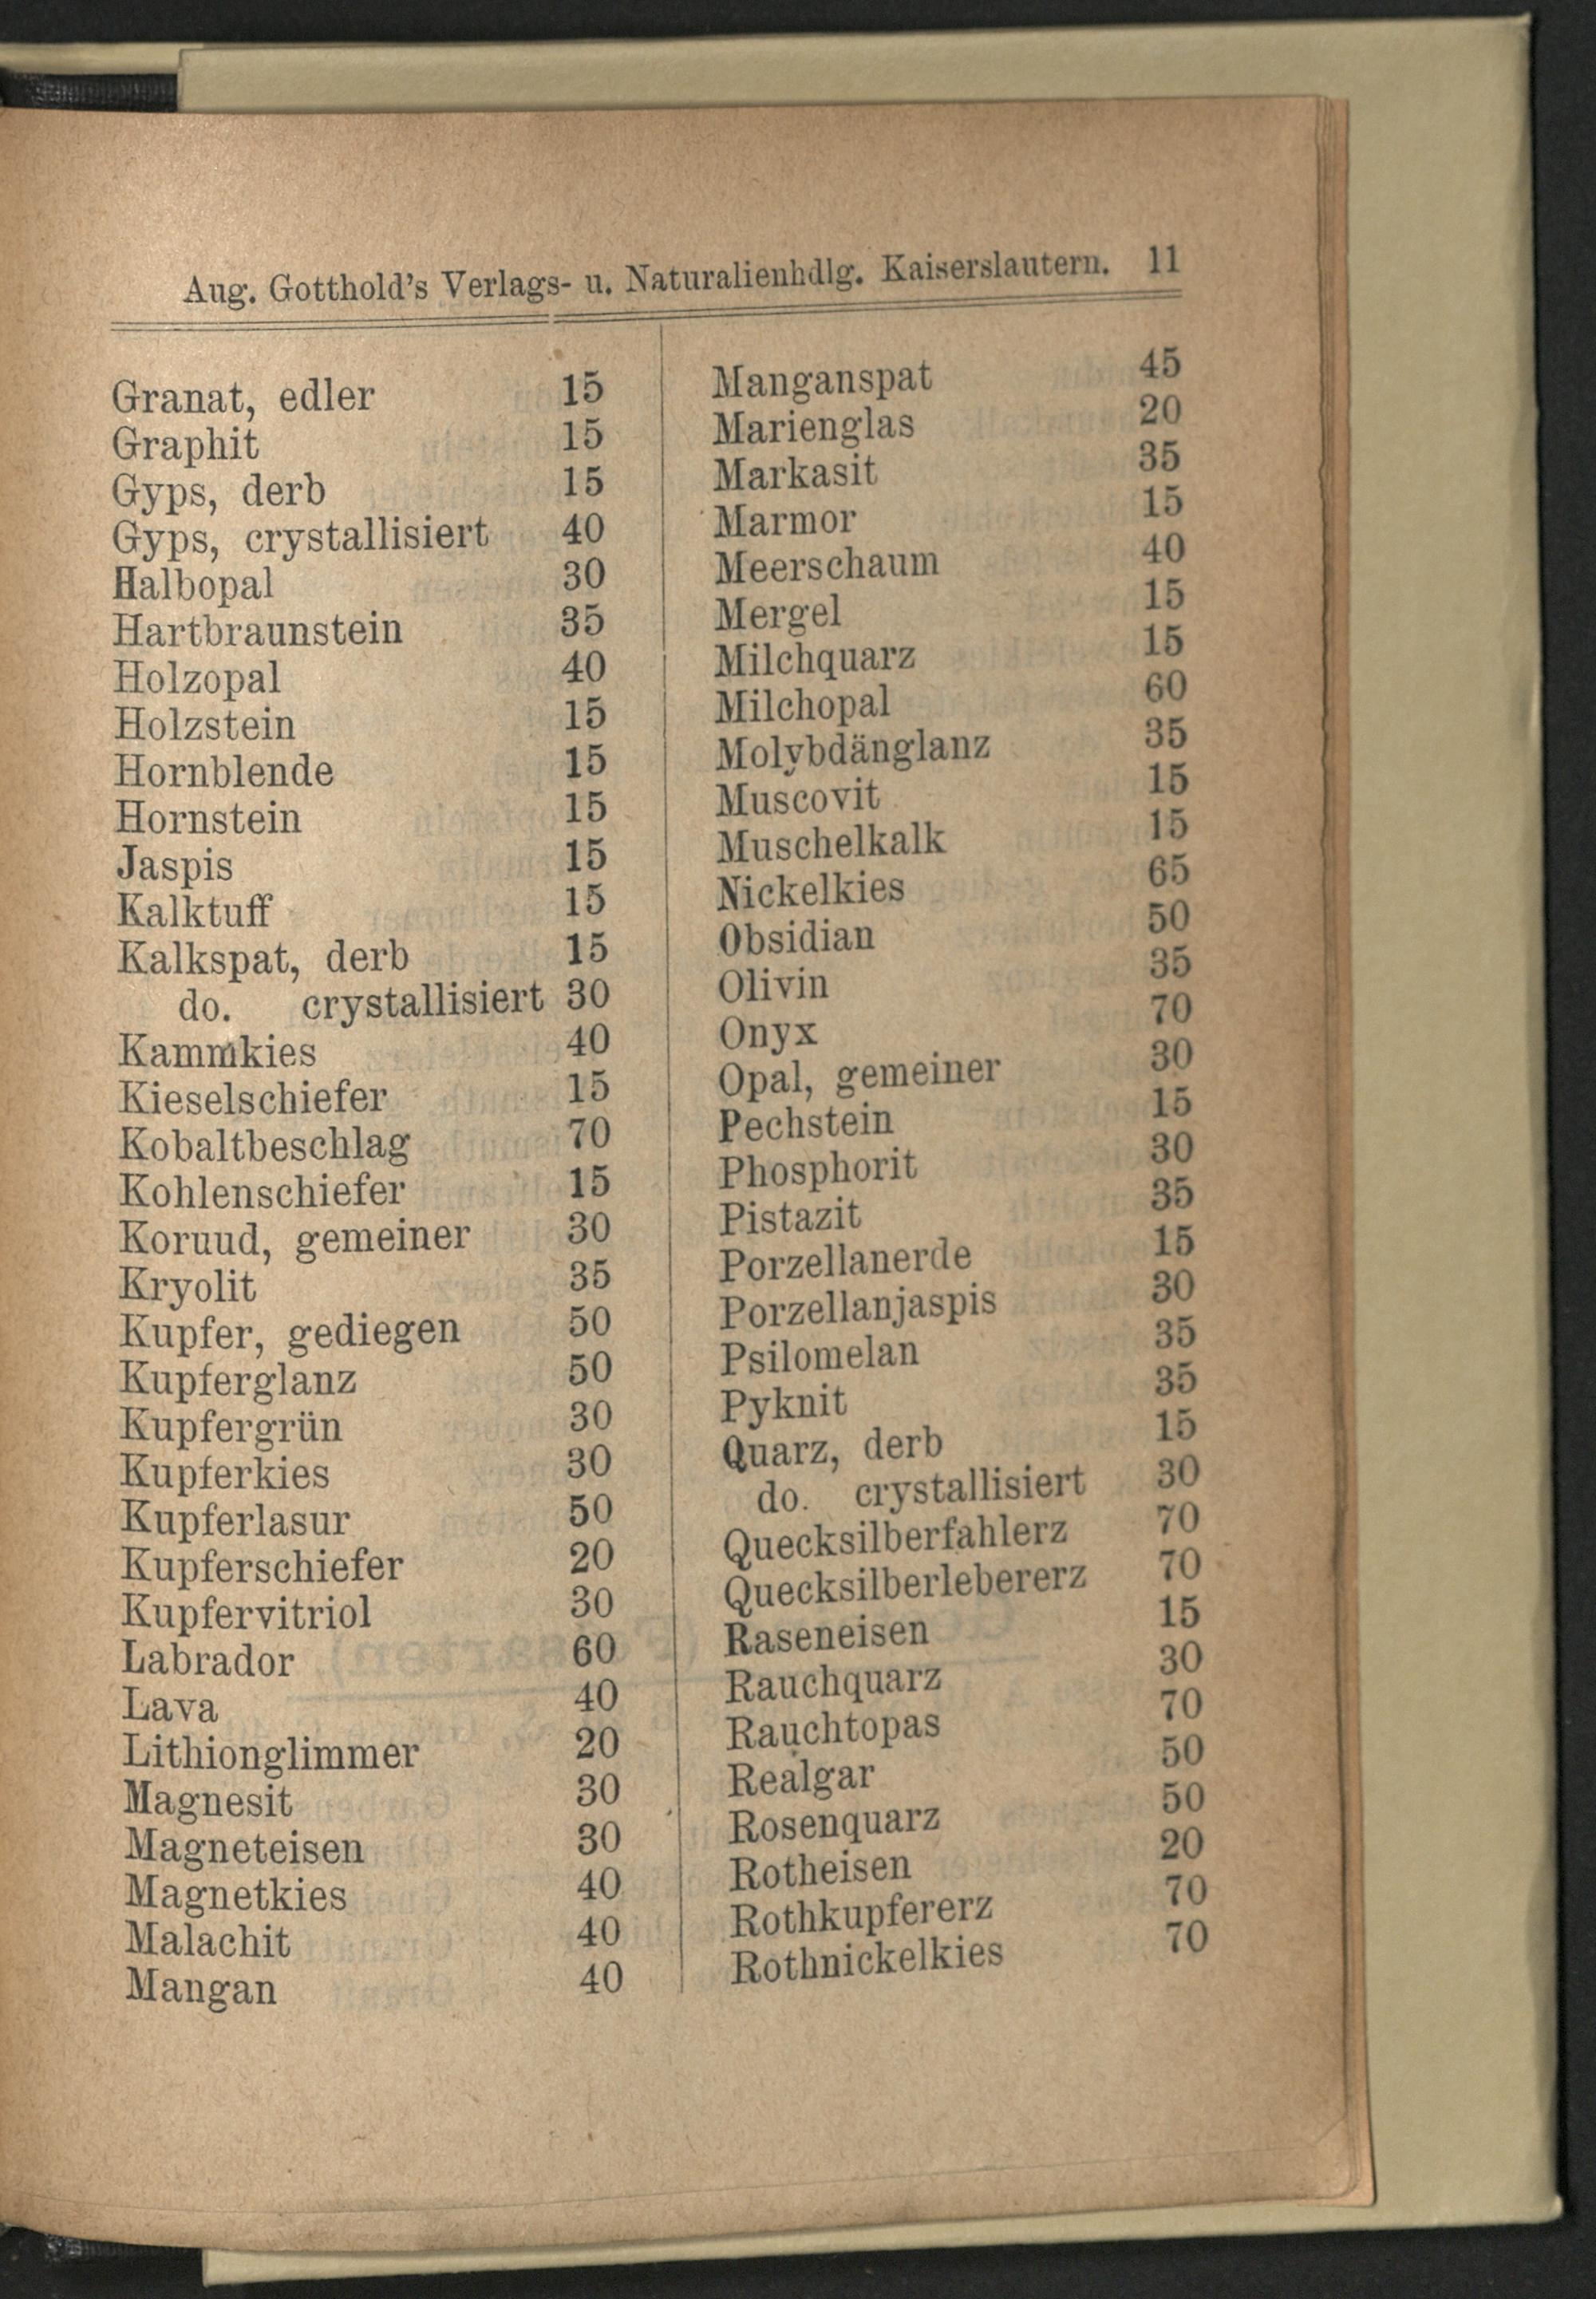 Aug. Gotthold's Verlags- u. Naturalienhdlg. Kaiserslautern. 11
Granat, edler 15
Graphit 15
Gyps, derb 15
Gyps, crystallisiert 40
Halbopal 30
Hartbraunstein 35
Holzopal 40
Holzstein 15
Hornblende 15
Hornstein 15
Jaspis 15
Kalktuff 15
Kalkspat, derb 15
do. crystallisiert 30
Kammkies 40
Kieselschiefer 15
Kobaltbeschlag 70
Kohlenschiefer 15
Koruud, gemeiner 30
Kryolit 35
Kupfer, gediegen 50
Kupferglanz 50
Kupfergrün 30
Kupferkies 30
Kupferlasur 50
Kupferschiefer 20
Kupfervitriol 30
Labrador 60
Lava 40
Lithionglimmer 20
Magnesit 30
Magneteisen 30
Magnetkies 40
Malachit 40
Mangan 40
Manganspat 45
Marienglas 20
Markasit 35
Marmor 15
Meerschaum 40
Mergel 15
Milchquarz 15
Milchopal 60
Molybdänglanz 35
Muscovit 15
Muschelkalk 15
Nickelkies 65
Obsidian 50
Olivin 35
Onyx 70
Opal, gemeiner 30
Pechstein 15
Phosphorit 30
Pistazit 35
Porzellanerde 15
Porzellanjaspis 30
Psilomelan 35
Pyknit 35
Quarz, derb 15
do. crystallisiert 30
Quecksilberfahlerz 70
Quecksilberlebererz 70
Raseneisen 15
Rauchquarz 30
Rauchtopas 70
Realgar 50
Rosenquarz 50
Rotheisen 20
Rothkupfererz 70
Rothnickelkies 70